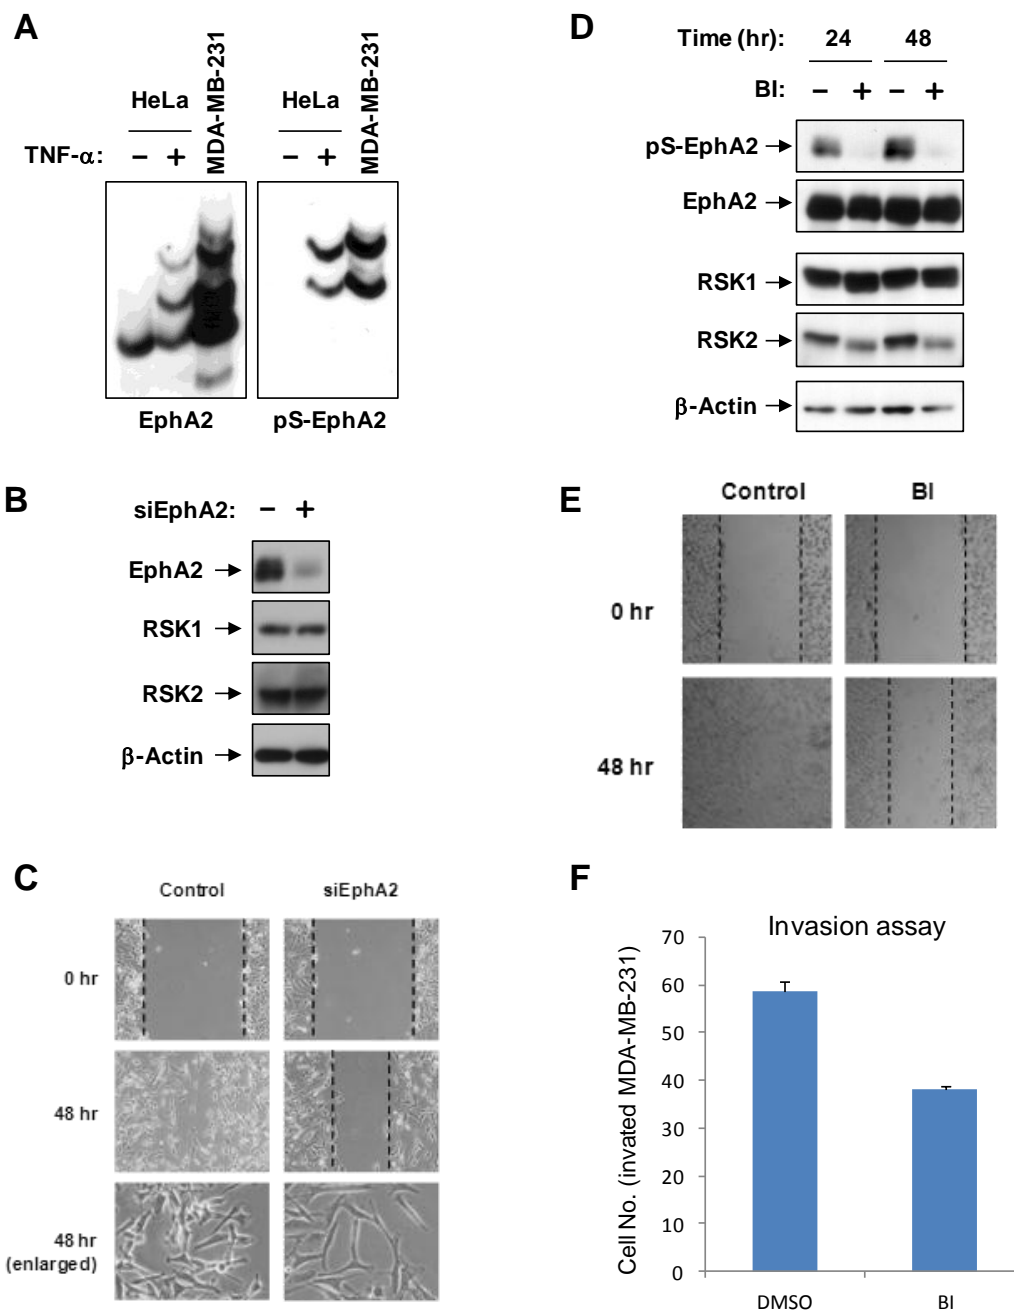 A
HeLa
MDA-MB-231
HeLa
MDA-MB-231
TNF-α: − + − +
EphA2
pS-EphA2
B
siEphA2: − +
EphA2
RSK1
RSK2
β-Actin
C
Control siEphA2
0 hr
48 hr
48 hr
(enlarged)
D
Time (hr): 24 48
BI: − + − +
pS-EphA2
EphA2
RSK1
RSK2
β-Actin
E
Control BI
0 hr
48 hr
F
Invasion assay
Cell No. (invated MDA-MB-231)
70
60
50
40
30
20
10
0
DMSO BI